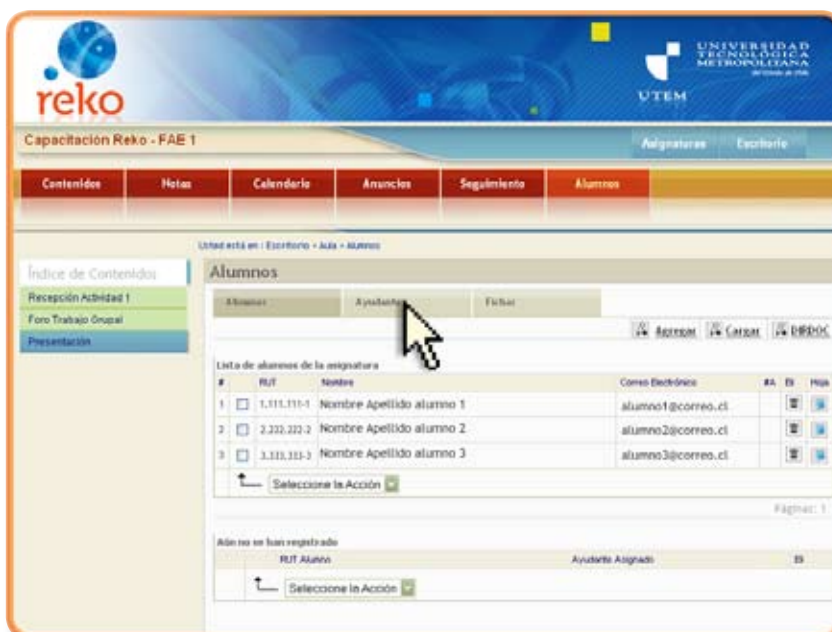 reko
UNIVERSIDAD
TECNOLÓGICA
METROPOLITANA
del Estado de Chile
UTEM
Capacitación Reko - FAE 1
Asignaturas Escritorio
Contenidos Notas Calendario Anuncios Seguimiento Alumnos
Usted está en : Escritorio - Aula - Alumnos
Índice de Contenidos
Alumnos
Recepción Actividad 1
Foro Trabajo Grupal
Presentación
Alumnos Ayudantes Fichas
Agregar Cargar DIRDOC
Lista de alumnos de la asignatura
# RUT Nombre Correo Electrónico #A El Hoja
1 1.111.111-1 Nombre Apellido alumno 1 alumno1@correo.cl
2 2.222.222-2 Nombre Apellido alumno 2 alumno2@correo.cl
3 3.333.333-3 Nombre Apellido alumno 3 alumno3@correo.cl
Seleccione la Acción
Páginas: 1
Aún no se han registrado
RUT Alumno Ayudante Asignado El
Seleccione la Acción